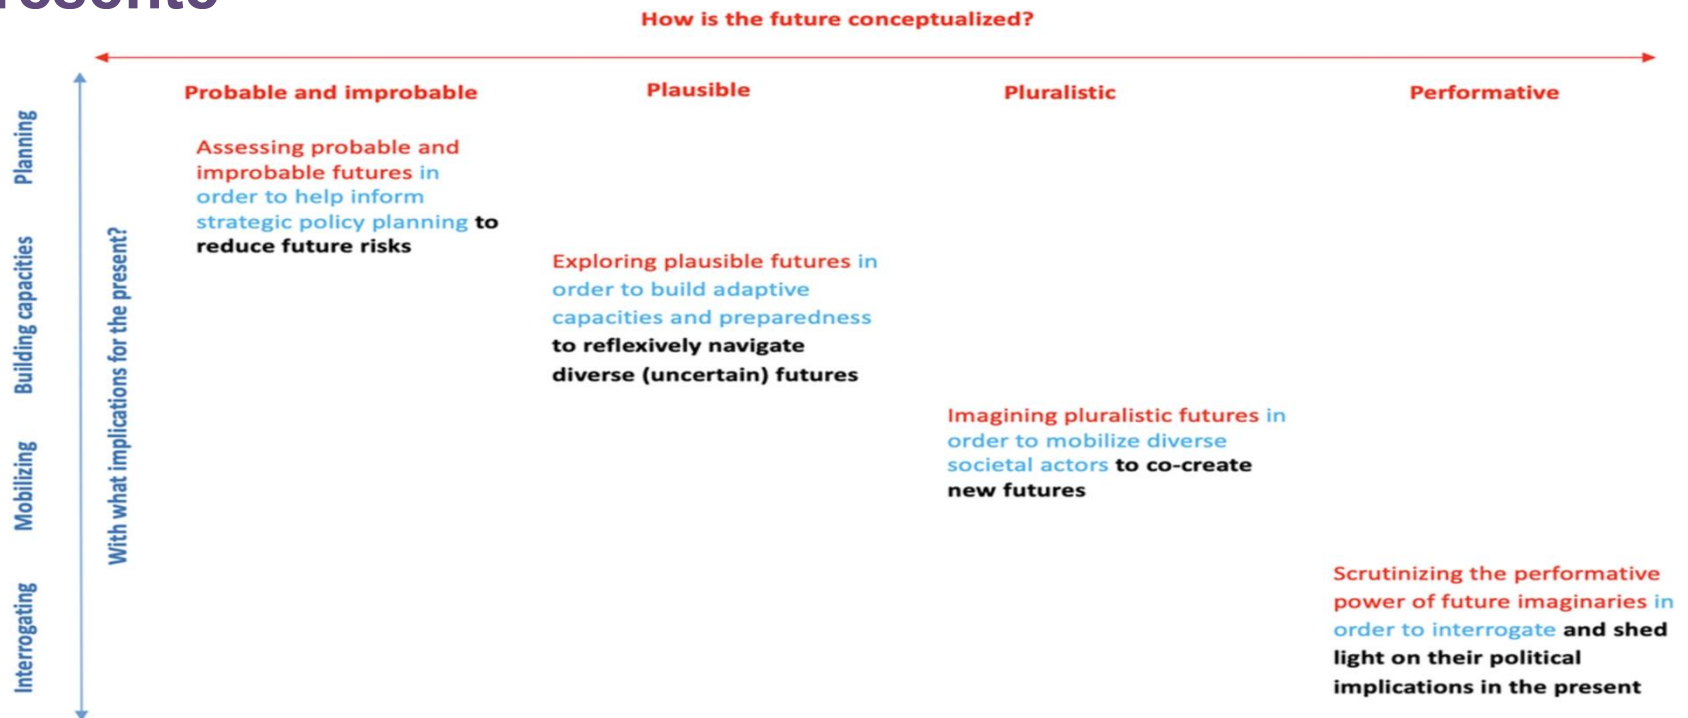 How is the future conceptualized?
Probable and improbable
Plausible
Pluralistic
Performative
Planning
Building capacities
Mobilizing
Interrogating
With what implications for the present?
Assessing probable and
improbable futures in
order to help inform
strategic policy planning to
reduce future risks
Exploring plausible futures in
order to build adaptive
capacities and preparedness
to reflexively navigate
diverse (uncertain) futures
Imagining pluralistic futures in
order to mobilize diverse
societal actors to co-create
new futures
Scrutinizing the performative
power of future imaginaries in
order to interrogate and shed
light on their political
implications in the present